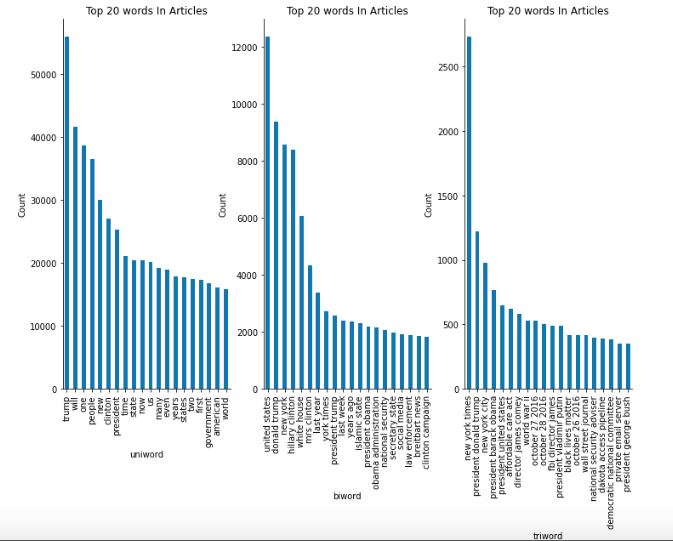 Top 20 words In Articles
50000
40000
30000
20000
10000
0
Count
trump
will
one
people
new
clinton
president
time
state
now
us
many
even
years
states
two
first
government
american
world
uniword
Top 20 words In Articles
12000
10000
8000
6000
4000
2000
0
Count
united states
donald trump
new york
hillary clinton
white house
mrs clinton
last year
york times
president trump
last week
years ago
islamic state
president obama
obama administration
national security
secretary state
social media
law enforcement
breitbart news
clinton campaign
biword
Top 20 words In Articles
2500
2000
1500
1000
500
0
Count
new york times
president donald trump
new york city
president barack obama
president united states
affordable care act
director james comey
world war ii
october 27 2016
october 28 2016
fbi director james
president vladimir putin
black lives matter
october 26 2016
wall street journal
national security adviser
dakota access pipeline
democratic national committee
private email server
president george bush
triword